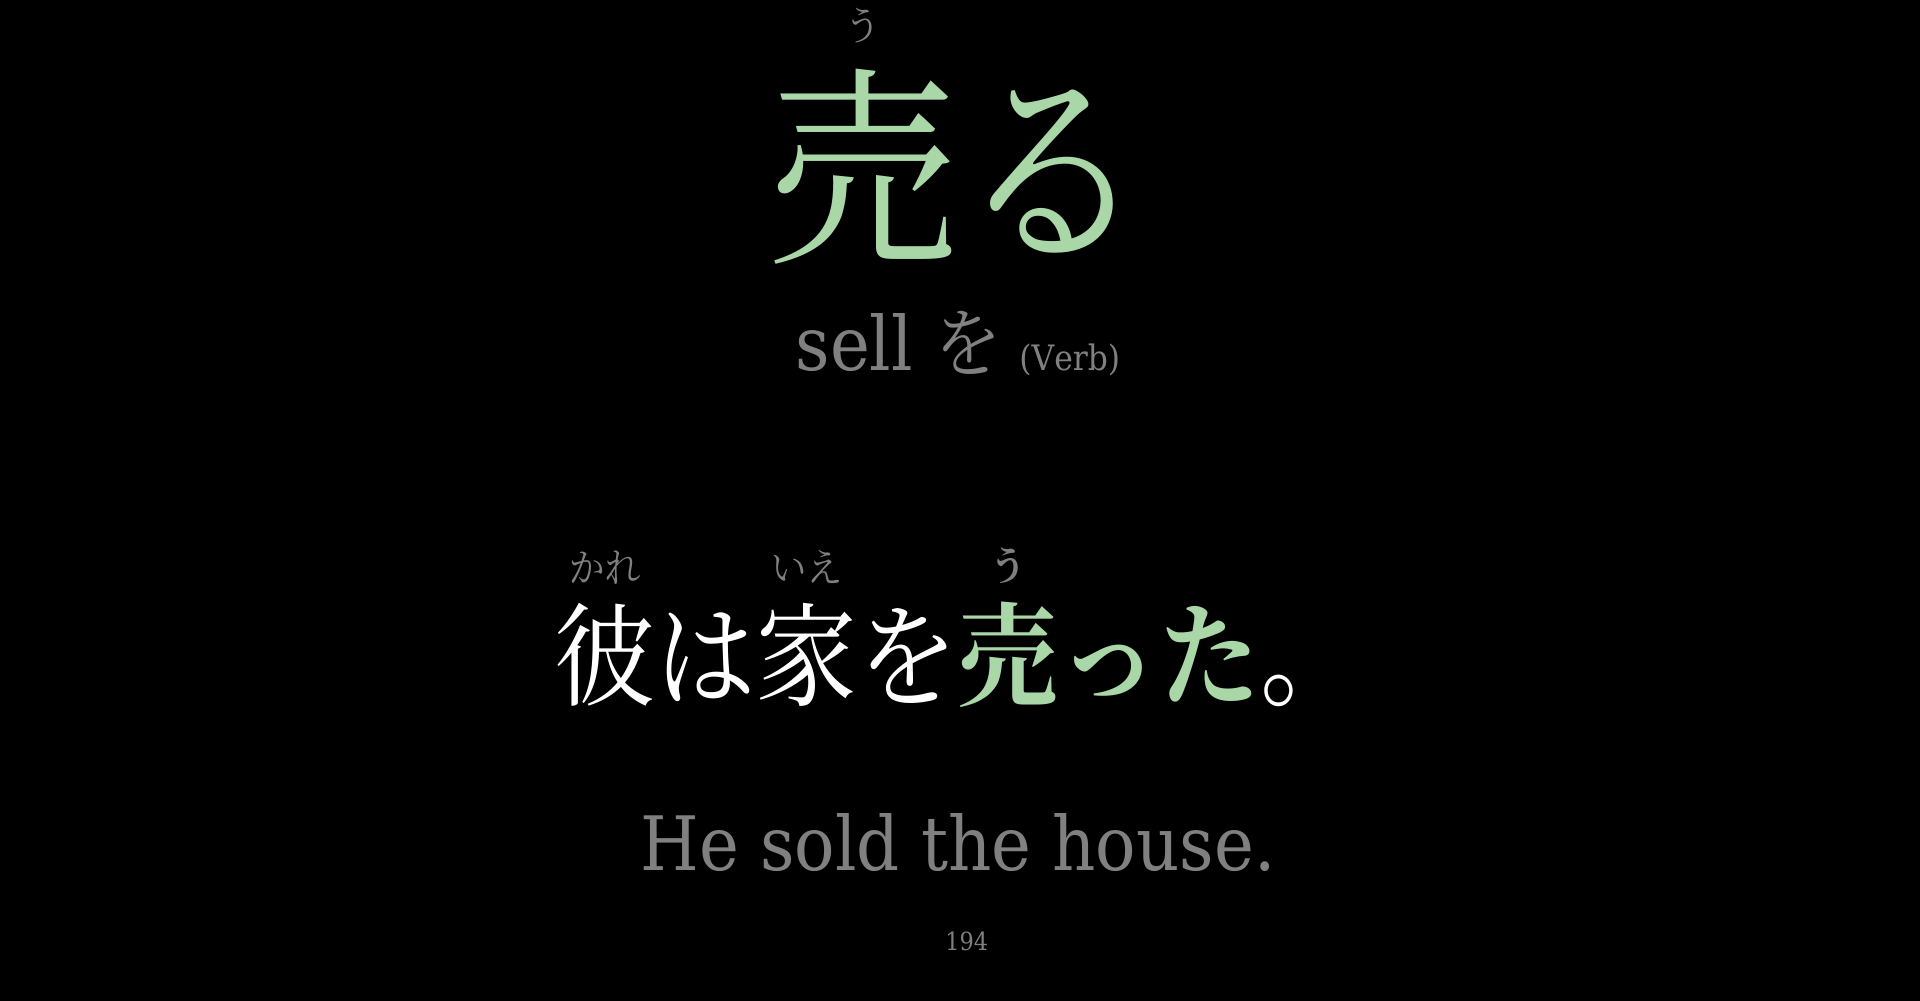 う
売る
sell を (Verb)
かれ いえ う
彼は家を売った。
He sold the house.
194